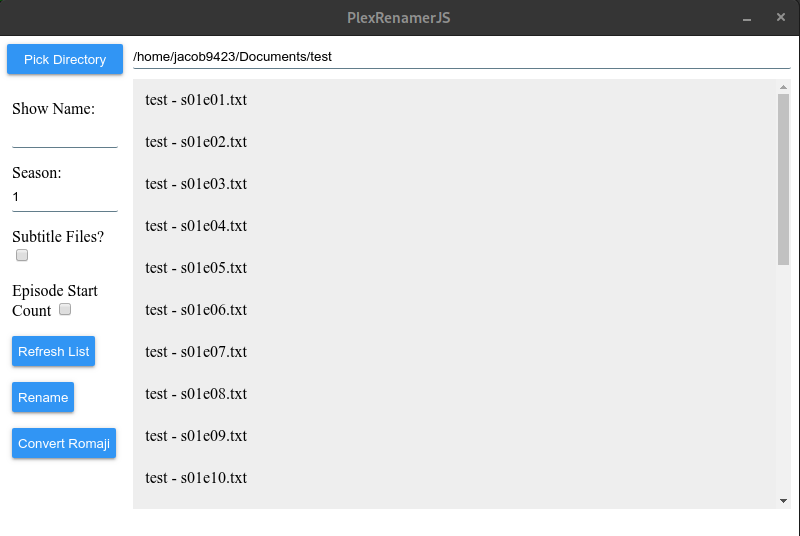 PlexRenamerJS
Pick Directory
/home/jacob9423/Documents/test
Show Name:
Season:
1
Subtitle Files?
Episode Start
Count
Refresh List
Rename
Convert Romaji
test - s01e01.txt
test - s01e02.txt
test - s01e03.txt
test - s01e04.txt
test - s01e05.txt
test - s01e06.txt
test - s01e07.txt
test - s01e08.txt
test - s01e09.txt
test - s01e10.txt